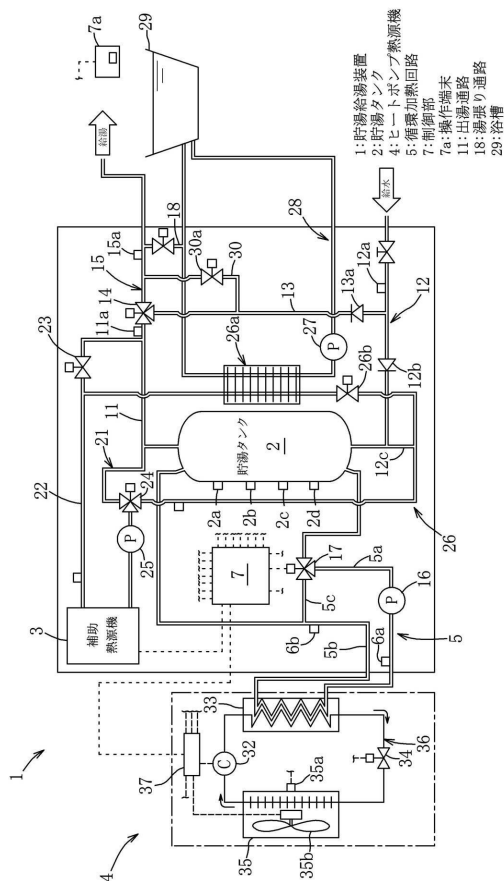 1
4
3
補助
熱源機
22
25
P
24
21
11
23
11a
14
15
15a
給湯
18
30a
30
29
7a
26a
28
27
P
13
13a
12a
給水
12
12b
26b
12c
26
貯湯タンク
2
2a
2b
2c
2d
7
17
5a
5c
16
P
6a
6b
5b
5
33
37
32
C
35
35a
35b
34
36
1:貯湯給湯装置
2:貯湯タンク
4:ヒートポンプ熱源機
5:循環加熱回路
7:制御部
7a:操作端末
11:出湯通路
18:湯張り通路
29:浴槽